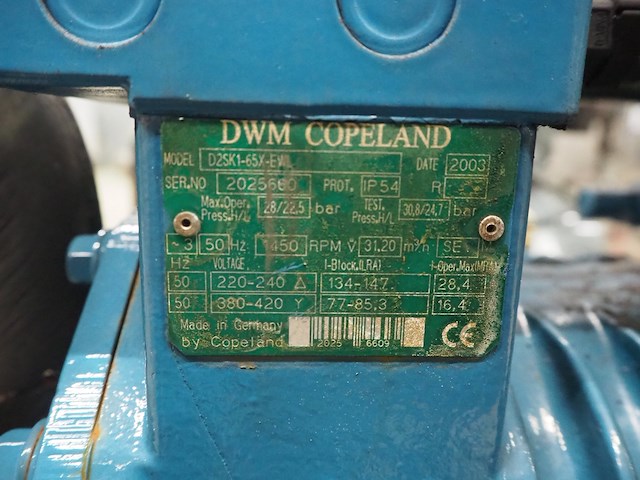 DWM COPELAND
MODEL D2SK1-65X-EWL DATE 2003
SER.NO 2025660 PROT. IP54 R
Max.Oper. Press.H/L 28/22,5 bar TEST. Press.H/L 30,8/24,7 bar
~3 50 Hz 1450 RPM V 31,20 m³h SE
Hz VOLTAGE I-Block.(LRA) I-Oper.Max(MRA)
50 220-240 Δ 134-147 28,4
50 380-420 Y 77-85,3 16,4
Made in Germany
by Copeland 2025 6609 CE